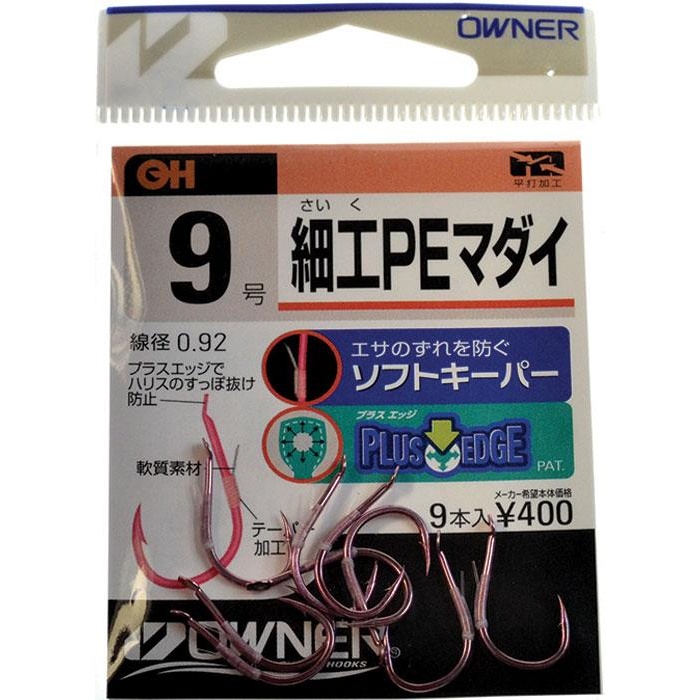 OWNER
OH
平打加工
9号
さいく
細工PEマダイ
線径 0.92
プラスエッジで
ハリスのすっぽ抜け
防止
エサのずれを防ぐ
ソフトキーパー
プラス エッジ
PLUS EDGE
PAT.
軟質素材
テーパー
加工
メーカー希望本体価格
9本入 ¥400
OWNER®
HOOKS